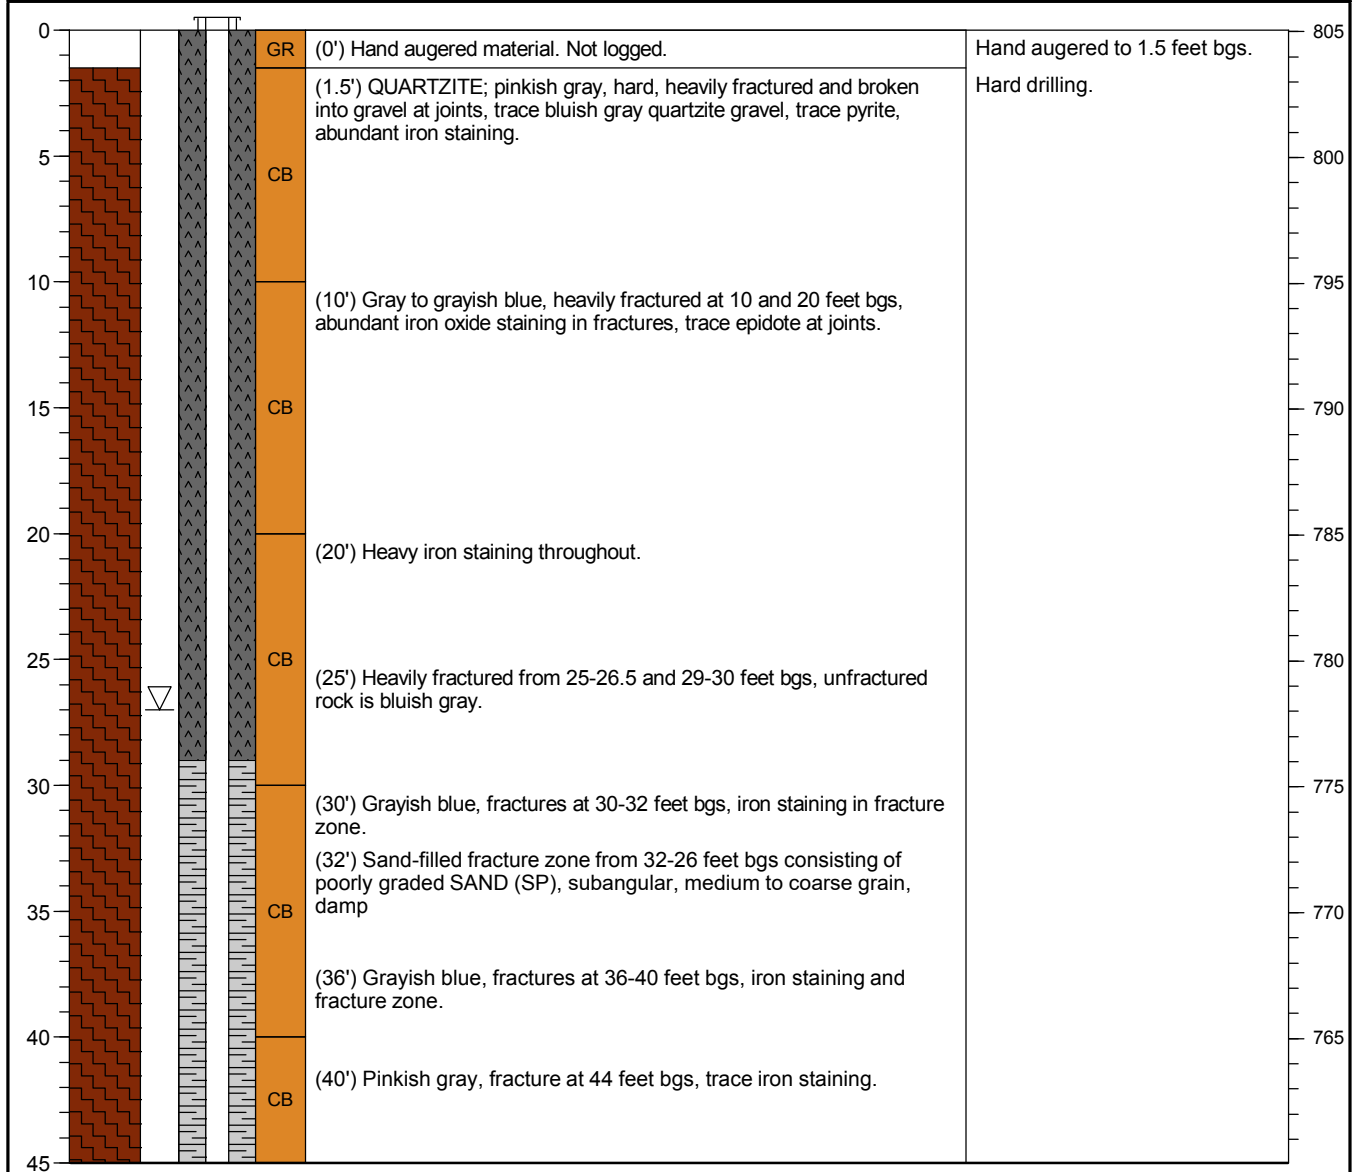 0
5
10
15
20
25
30
35
40
45
GR
CB
CB
CB
CB
CB
(0') Hand augered material. Not logged.
(1.5') QUARTZITE; pinkish gray, hard, heavily fractured and broken
into gravel at joints, trace bluish gray quartzite gravel, trace pyrite,
abundant iron staining.
(10') Gray to grayish blue, heavily fractured at 10 and 20 feet bgs,
abundant iron oxide staining in fractures, trace epidote at joints.
(20') Heavy iron staining throughout.
(25') Heavily fractured from 25-26.5 and 29-30 feet bgs, unfractured
rock is bluish gray.
(30') Grayish blue, fractures at 30-32 feet bgs, iron staining in fracture
zone.
(32') Sand-filled fracture zone from 32-26 feet bgs consisting of
poorly graded SAND (SP), subangular, medium to coarse grain,
damp
(36') Grayish blue, fractures at 36-40 feet bgs, iron staining and
fracture zone.
(40') Pinkish gray, fracture at 44 feet bgs, trace iron staining.
Hand augered to 1.5 feet bgs.
Hard drilling.
805
800
795
790
785
780
775
770
765